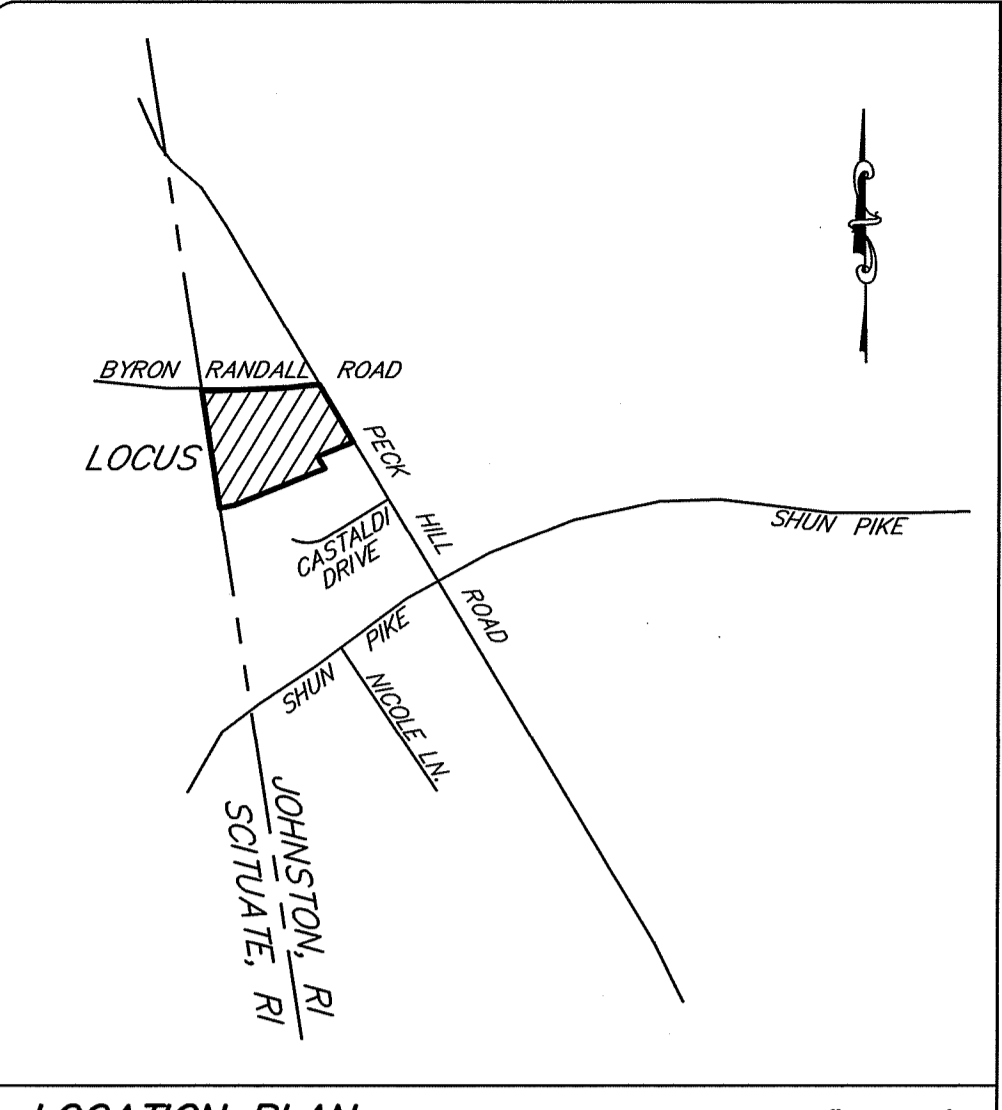 BYRON RANDALL ROAD
LOCUS
PECK
HILL
ROAD
CASTALDI
DRIVE
SHUN PIKE
SHUN PIKE
NICOLE LN.
JOHNSTON, RI
SCITUATE, RI
LOCATION PLAN